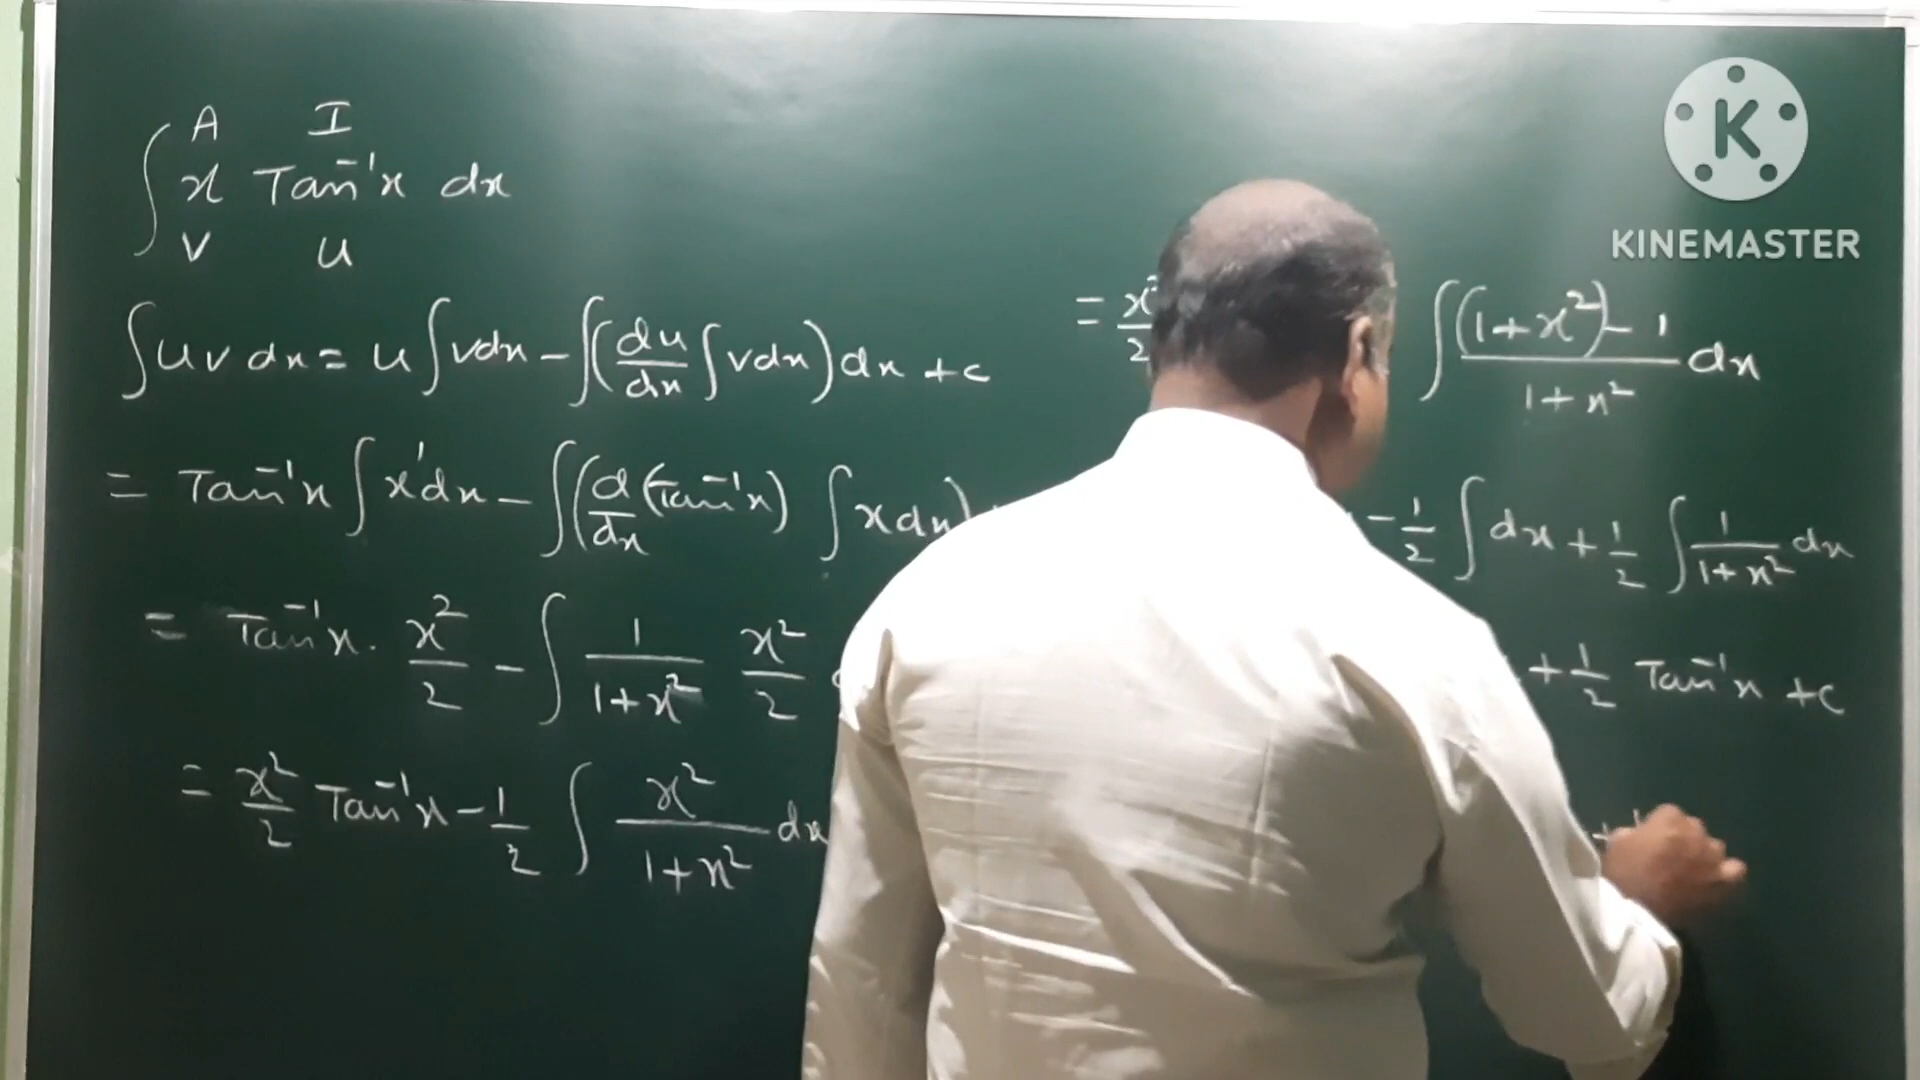 A I
∫ x Tan⁻¹x dx
V U
∫ u v dx = u ∫ v dx - ∫ (du/dx ∫ v dx) dx + c
= Tan⁻¹x ∫ x¹ dx - ∫ (d/dx (Tan⁻¹x) ∫ x dx)
= Tan⁻¹x · x²/2 - ∫ 1/(1+x²) x²/2
= x²/2 Tan⁻¹x - 1/2 ∫ x²/(1+x²) dx
K
KINEMASTER
= x²/2 ∫ ((1+x²) - 1)/(1+x²) dx
- 1/2 ∫ dx + 1/2 ∫ 1/(1+x²) dx
+ 1/2 Tan⁻¹x + c
+